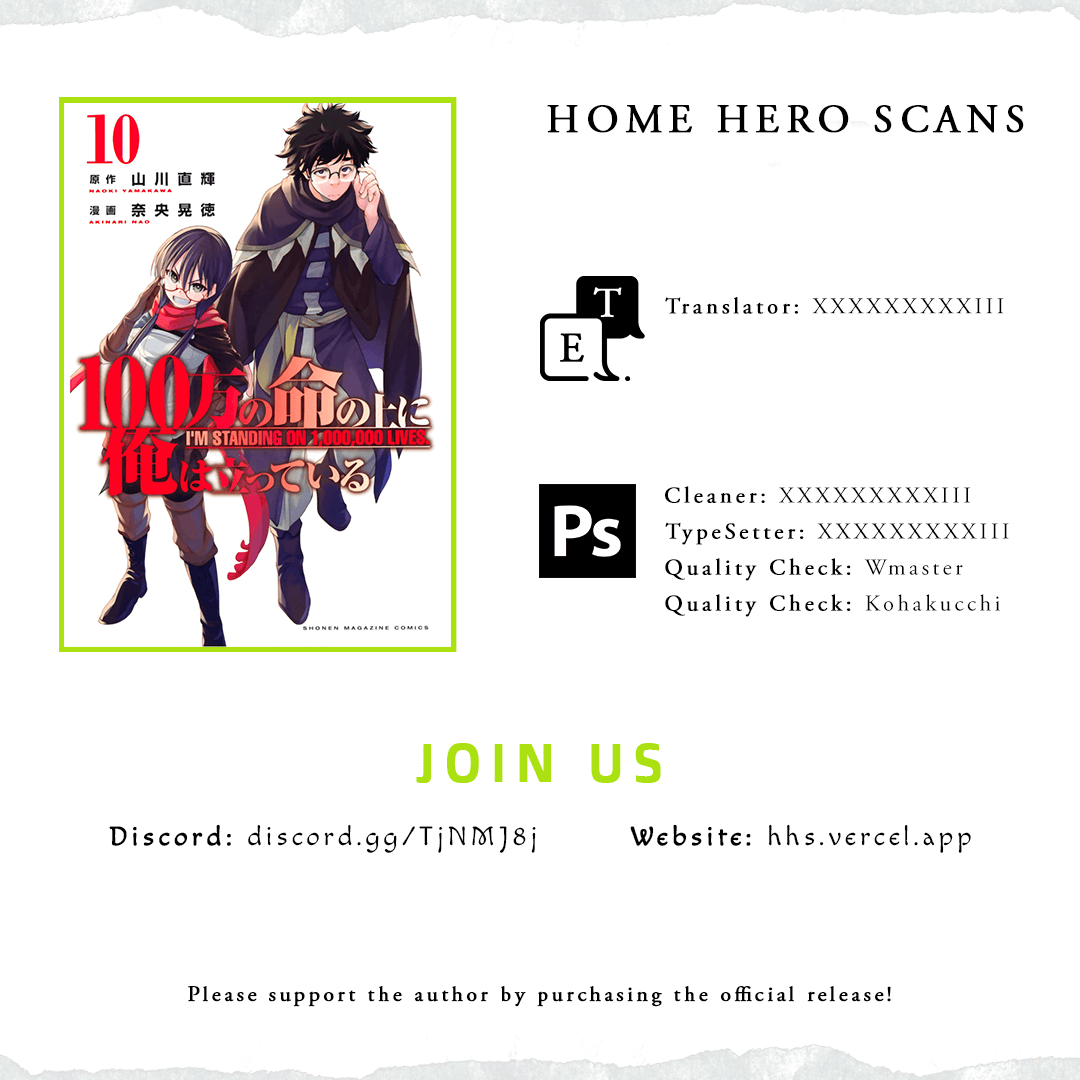 HOME HERO SCANS
10
原作 山川直輝
NAOKI YAMAKAWA
漫画 奈央晃徳
AKINARI NAO
100万の命の上に
I'M STANDING ON 1,000,000 LIVES.
俺は立っている
SHONEN MAGAZINE COMICS
T
E
Translator: XXXXXXXXXIII
Ps
Cleaner: XXXXXXXXXIII
TypeSetter: XXXXXXXXXIII
Quality Check: Wmaster
Quality Check: Kohakucchi
JOIN US
Discord: discord.gg/TjNMJ8j
Website: hhs.vercel.app
Please support the author by purchasing the official release!